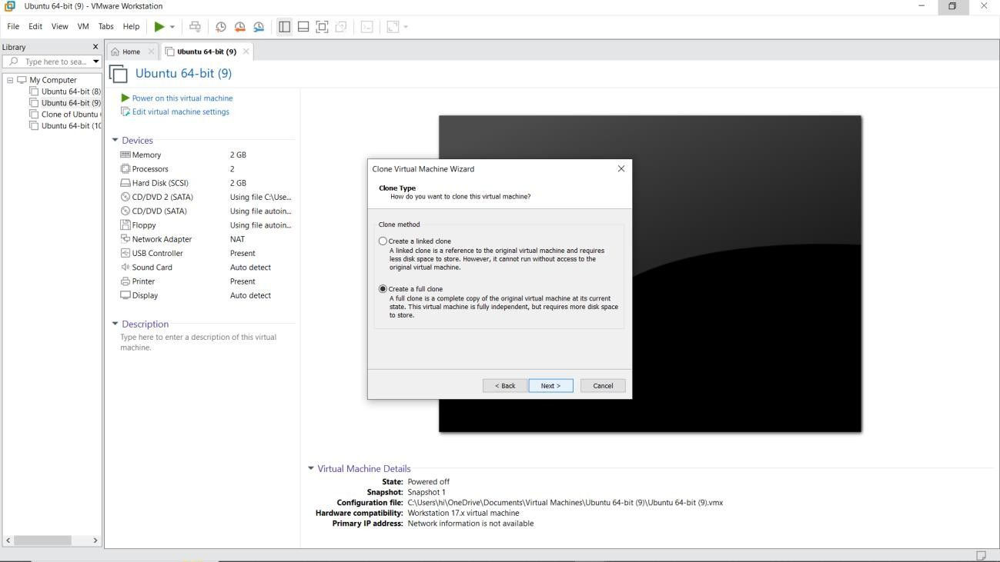 Ubuntu 64-bit (9) - VMware Workstation
File Edit View VM Tabs Help
Library
Type here to sea...
My Computer
Ubuntu 64-bit (8)
Ubuntu 64-bit (9)
Clone of Ubuntu
Ubuntu 64-bit (10
Home
Ubuntu 64-bit (9)
Ubuntu 64-bit (9)
Power on this virtual machine
Edit virtual machine settings
Devices
Memory 2 GB
Processors 2
Hard Disk (SCSI) 2 GB
CD/DVD 2 (SATA) Using file C:\Use...
CD/DVD (SATA) Using file autoin...
Floppy Using file autoin...
Network Adapter NAT
USB Controller Present
Sound Card Auto detect
Printer Present
Display Auto detect
Description
Type here to enter a description of this virtual
machine.
Clone Virtual Machine Wizard
Clone Type
How do you want to clone this virtual machine?
Clone method
Create a linked clone
A linked clone is a reference to the original virtual machine and requires
less disk space to store. However, it cannot run without access to the
original virtual machine.
Create a full clone
A full clone is a complete copy of the original virtual machine at its current
state. This virtual machine is fully independent, but requires more disk space
to store.
< Back Next > Cancel
Virtual Machine Details
State: Powered off
Snapshot: Snapshot 1
Configuration file: C:\Users\hi\OneDrive\Documents\Virtual Machines\Ubuntu 64-bit (9)\Ubuntu 64-bit (9).vmx
Hardware compatibility: Workstation 17.x virtual machine
Primary IP address: Network information is not available